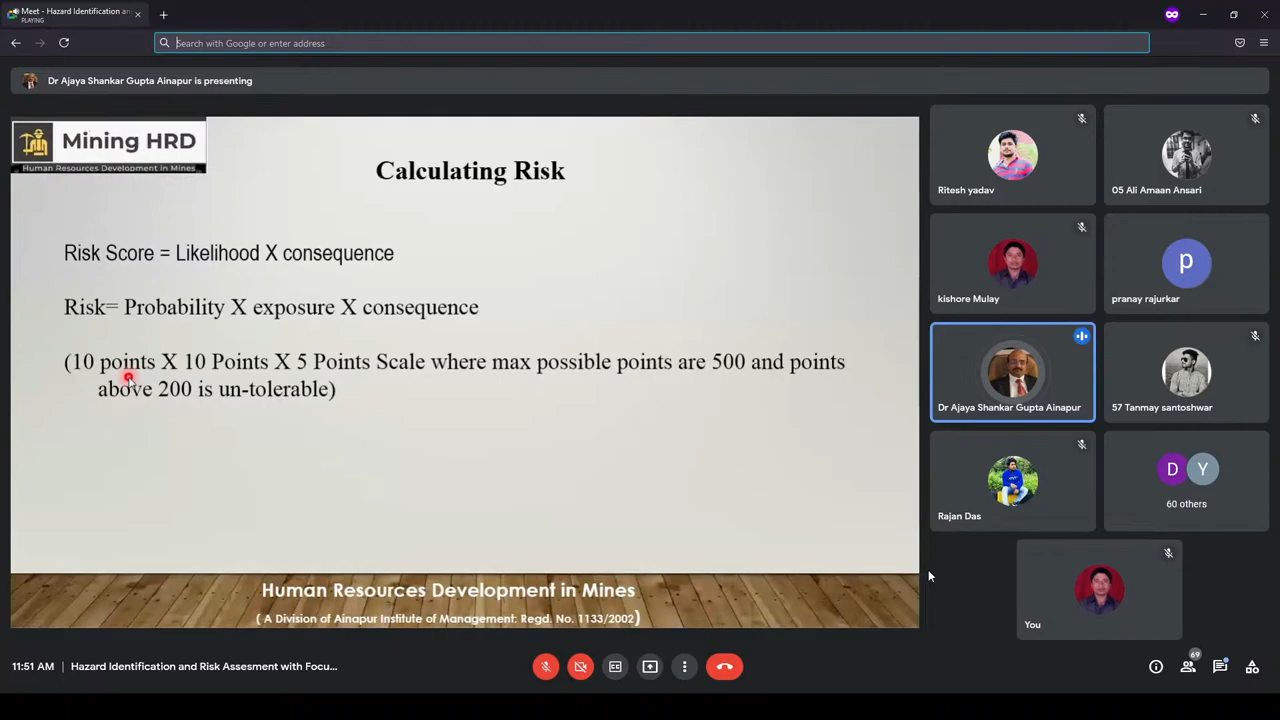 Meet - Hazard Identification and
PLAYING
Search with Google or enter address
Dr Ajaya Shankar Gupta Ainapur is presenting
Mining HRD
Human Resources Development in Mines
Calculating Risk
Risk Score = Likelihood X consequence
Risk= Probability X exposure X consequence
(10 points X 10 Points X 5 Points Scale where max possible points are 500 and points
above 200 is un-tolerable)
Human Resources Development in Mines
( A Division of Ainapur Institute of Management: Regd. No. 1133/2002)
Ritesh yadav
05 Ali Amaan Ansari
kishore Mulay
p
pranay rajurkar
Dr Ajaya Shankar Gupta Ainapur
57 Tanmay santoshwar
Rajan Das
D Y
60 others
You
11:51 AM | Hazard Identification and Risk Assesment with Focu...
69